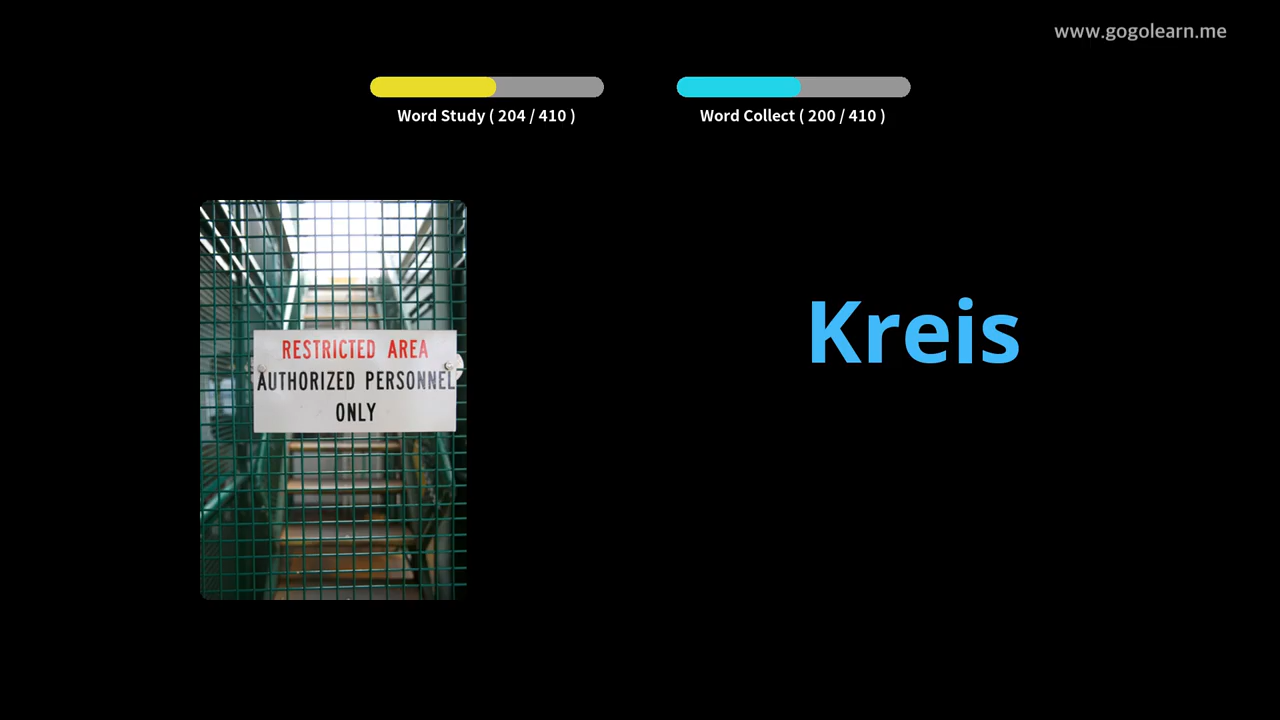 www.gogolearn.me
Word Study ( 204 / 410 )
Word Collect ( 200 / 410 )
RESTRICTED AREA
AUTHORIZED PERSONNEL
ONLY
Kreis